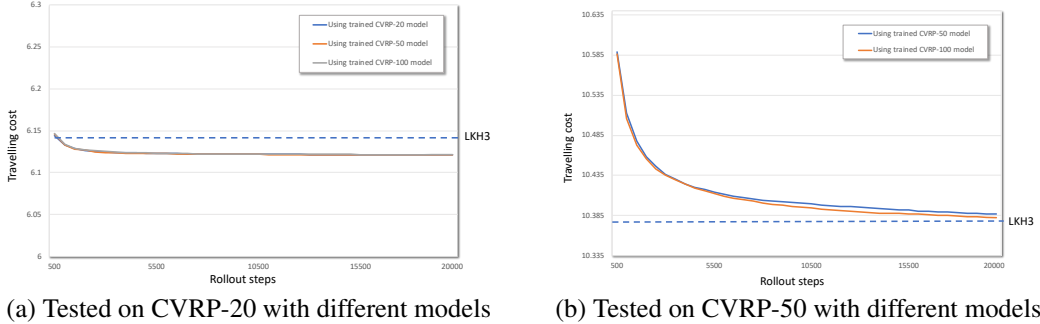 6.3
6.25
6.2
6.15
6.1
6.05
6
Travelling cost
Using trained CVRP-20 model
Using trained CVRP-50 model
Using trained CVRP-100 model
LKH3
500
5500
10500
15500
20000
Rollout steps
(a) Tested on CVRP-20 with different models
10.635
10.585
10.535
10.485
10.435
10.385
10.335
Travelling cost
Using trained CVRP-50 model
Using trained CVRP-100 model
LKH3
500
5500
10500
15500
20000
Rollout steps
(b) Tested on CVRP-50 with different models